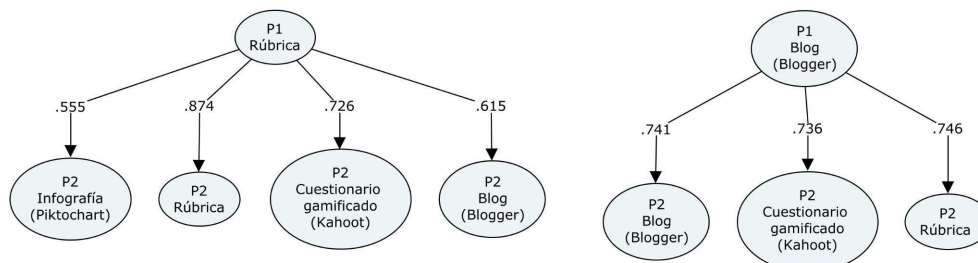 P1
Rúbrica
.555
.874
.726
.615
P2
Infografía
(Piktochart)
P2
Rúbrica
P2
Cuestionario
gamificado
(Kahoot)
P2
Blog
(Blogger)
P1
Blog
(Blogger)
.741
.736
.746
P2
Blog
(Blogger)
P2
Cuestionario
gamificado
(Kahoot)
P2
Rúbrica